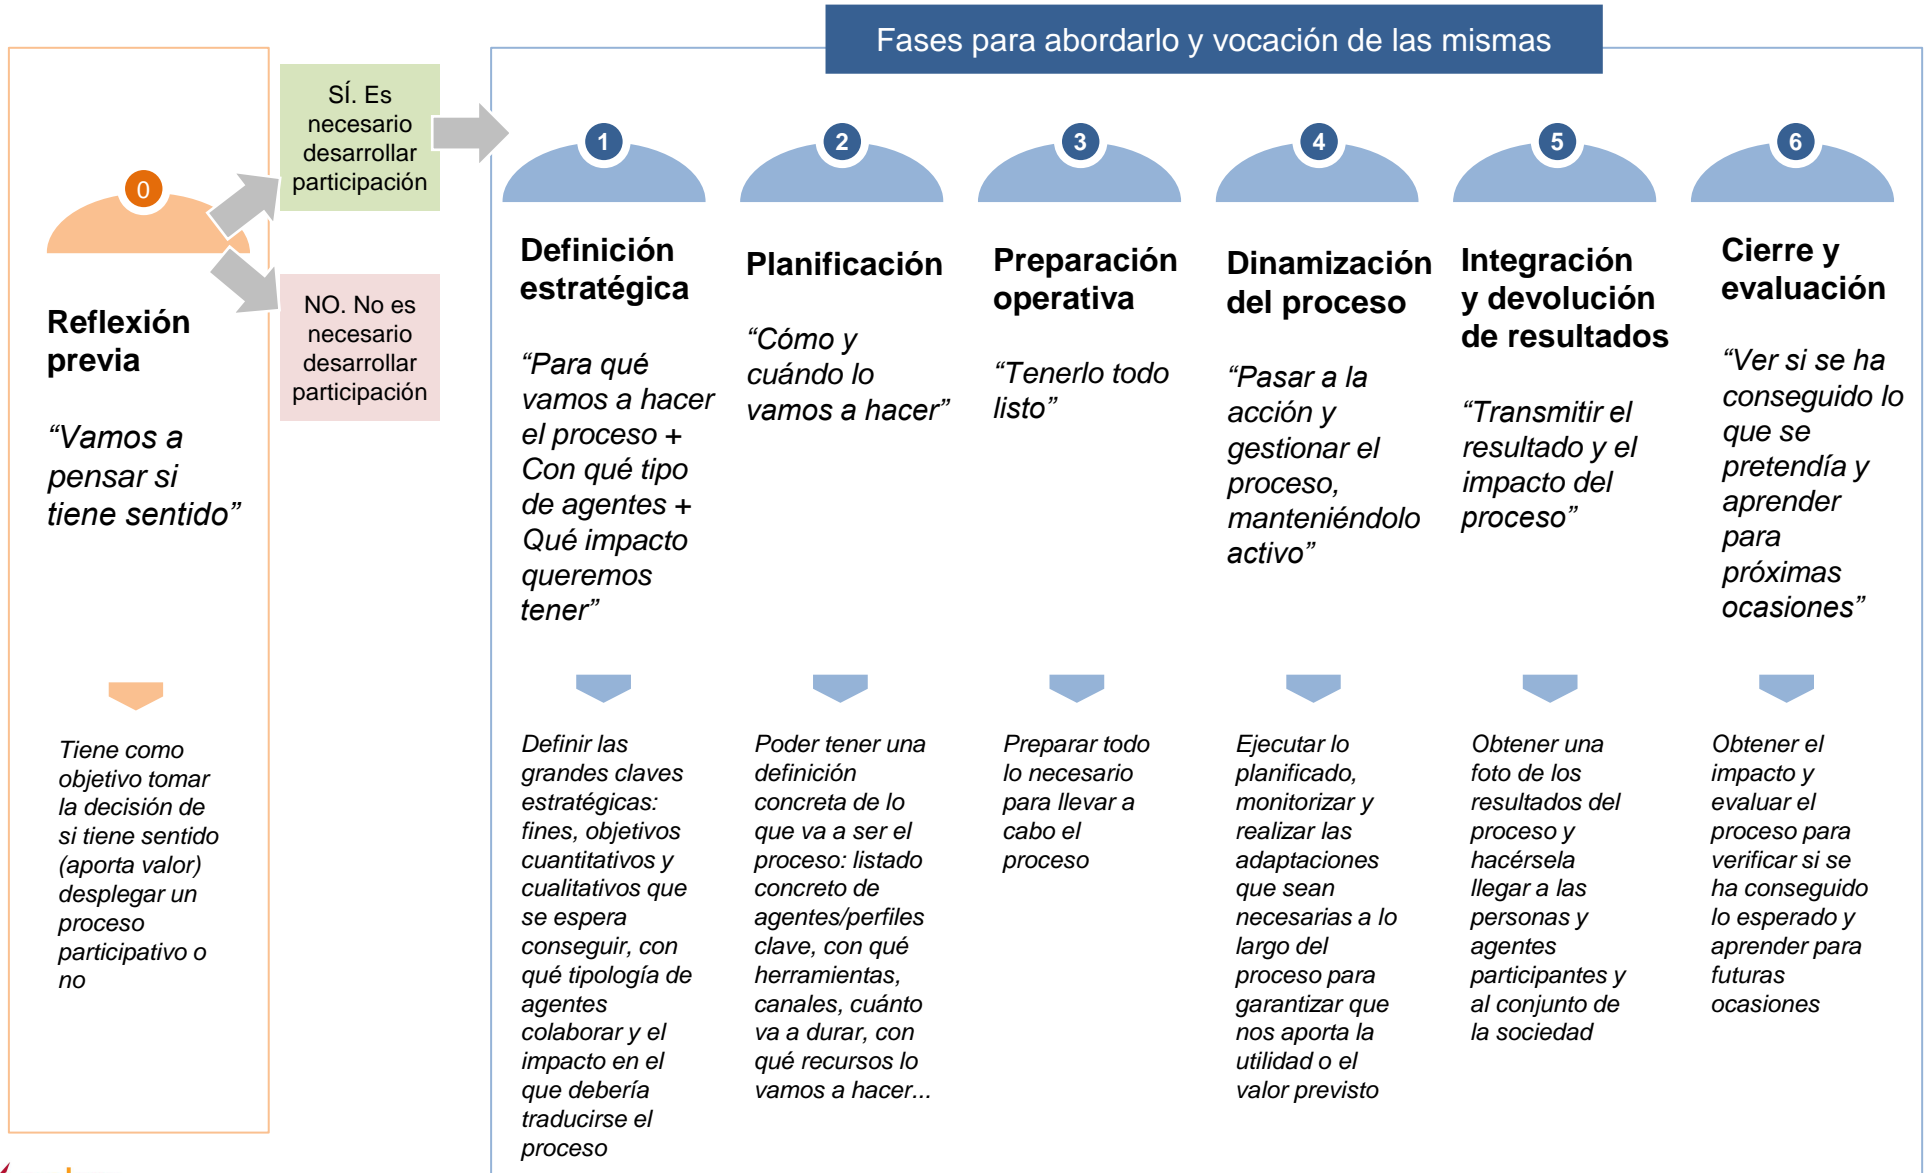 Fases para abordarlo y vocación de las mismas
0
Reflexión
previa
“Vamos a
pensar si
tiene sentido”
Tiene como
objetivo tomar
la decisión de
si tiene sentido
(aporta valor)
desplegar un
proceso
participativo o
no
SÍ. Es
necesario
desarrollar
participación
NO. No es
necesario
desarrollar
participación
1
Definición
estratégica
“Para qué
vamos a hacer
el proceso +
Con qué tipo
de agentes +
Qué impacto
queremos
tener”
Definir las
grandes claves
estratégicas:
fines, objetivos
cuantitativos y
cualitativos que
se espera
conseguir, con
qué tipología de
agentes
colaborar y el
impacto en el
que debería
traducirse el
proceso
2
Planificación
“Cómo y
cuándo lo
vamos a hacer”
Poder tener una
definición
concreta de lo
que va a ser el
proceso: listado
concreto de
agentes/perfiles
clave, con qué
herramientas,
canales, cuánto
va a durar, con
qué recursos lo
vamos a hacer...
3
Preparación
operativa
“Tenerlo todo
listo”
Preparar todo
lo necesario
para llevar a
cabo el
proceso
4
Dinamización
del proceso
“Pasar a la
acción y
gestionar el
proceso,
manteniéndolo
activo”
Ejecutar lo
planificado,
monitorizar y
realizar las
adaptaciones
que sean
necesarias a lo
largo del
proceso para
garantizar que
nos aporta la
utilidad o el
valor previsto
5
Integración
y devolución
de resultados
“Transmitir el
resultado y el
impacto del
proceso”
Obtener una
foto de los
resultados del
proceso y
hacérsela
llegar a las
personas y
agentes
participantes y
al conjunto de
la sociedad
6
Cierre y
evaluación
“Ver si se ha
conseguido lo
que se
pretendía y
aprender
para
próximas
ocasiones”
Obtener el
impacto y
evaluar el
proceso para
verificar si se
ha conseguido
lo esperado y
aprender para
futuras
ocasiones